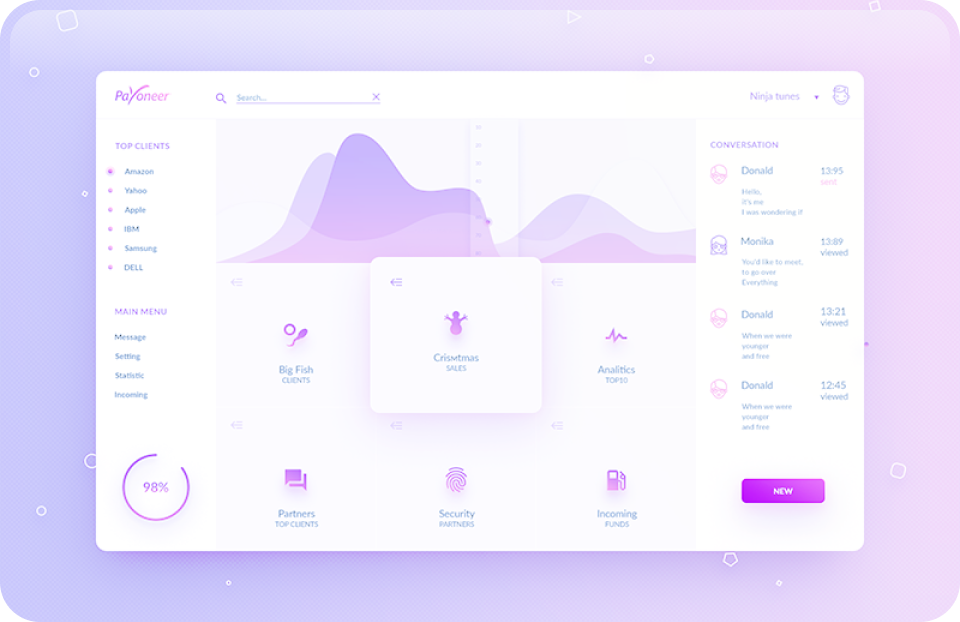 Payoneer
Search...
Ninja tunes
TOP CLIENTS
Amazon
Yahoo
Apple
IBM
Samsung
DELL
MAIN MENU
Message
Setting
Statistic
Incoming
98%
Big Fish
CLIENTS
Crismtmas
SALES
Analitics
TOP10
Partners
TOP CLIENTS
Security
PARTNERS
Incoming
FUNDS
CONVERSATION
Donald
13:95
sent
Hello,
it's me
I was wondering if
Monika
13:89
viewed
You'd like to meet,
to go over
Everything
Donald
13:21
viewed
When we were
younger
and free
Donald
12:45
viewed
When we were
younger
and free
NEW